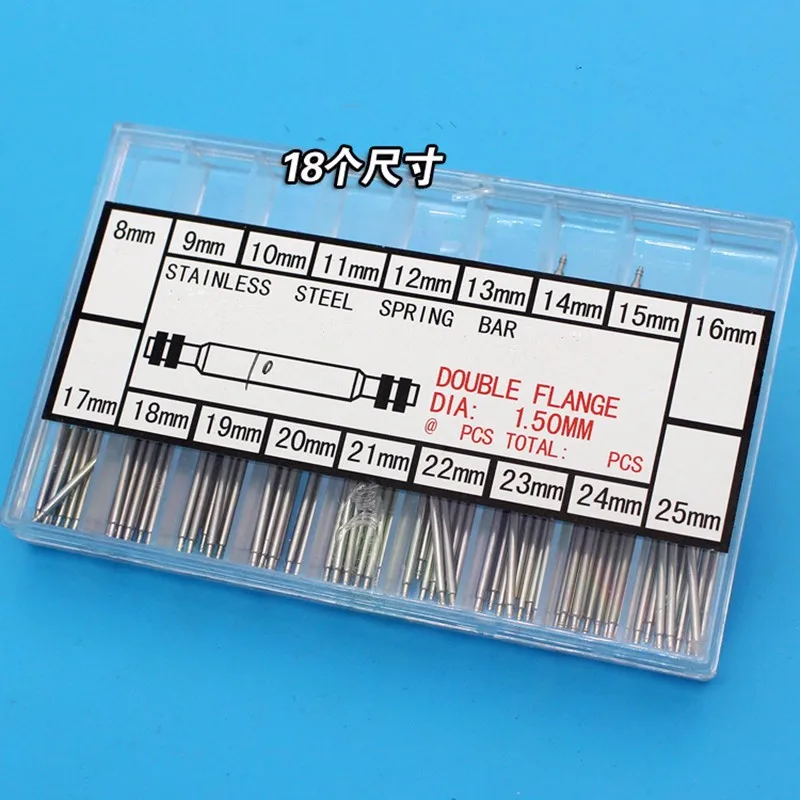 18个尺寸
8mm 9mm 10mm 11mm 12mm 13mm 14mm 15mm 16mm
STAINLESS STEEL SPRING BAR
0
DOUBLE FLANGE
DIA: 1.50MM
@ PCS TOTAL: PCS
17mm 18mm 19mm 20mm 21mm 22mm 23mm 24mm 25mm